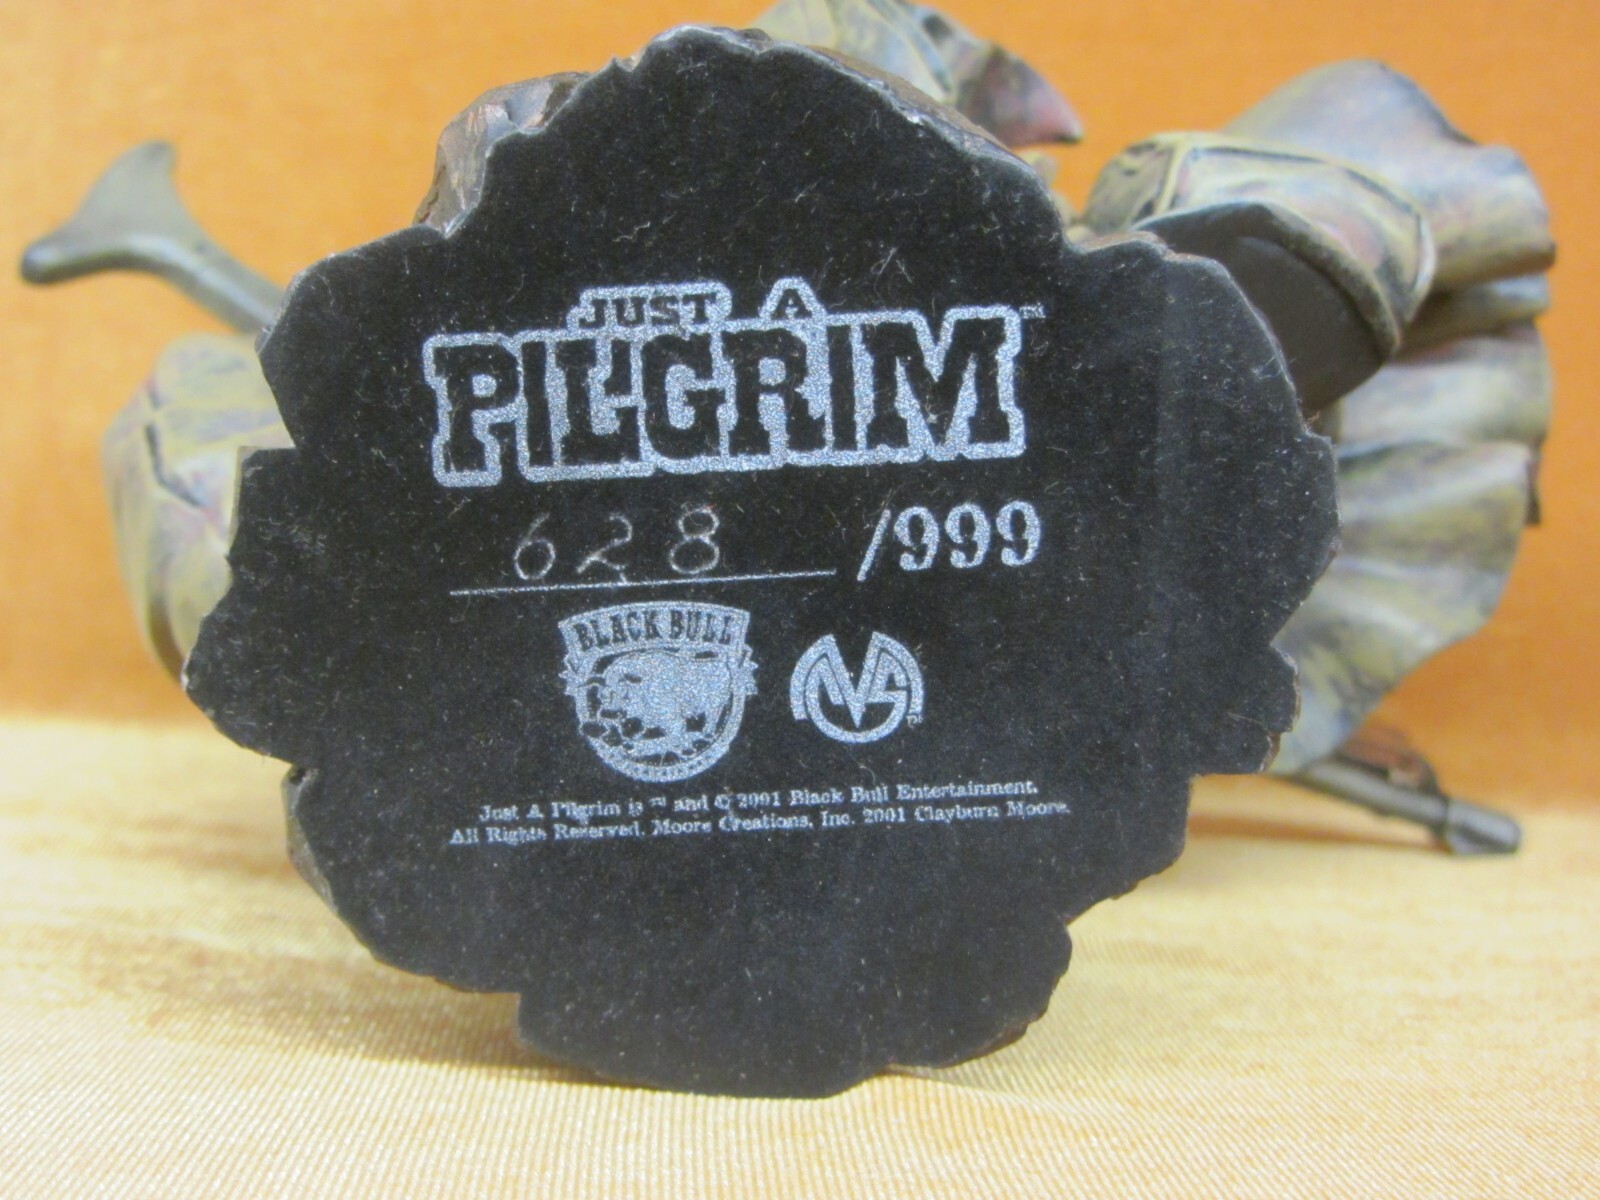 JUST A
PILGRIM™
628 /999
BLACK BULL
Just A Pilgrim is ™ and © 2001 Black Bull Entertainment.
All Rights Reserved. Moore Creations, Inc. 2001 Clayburn Moore.